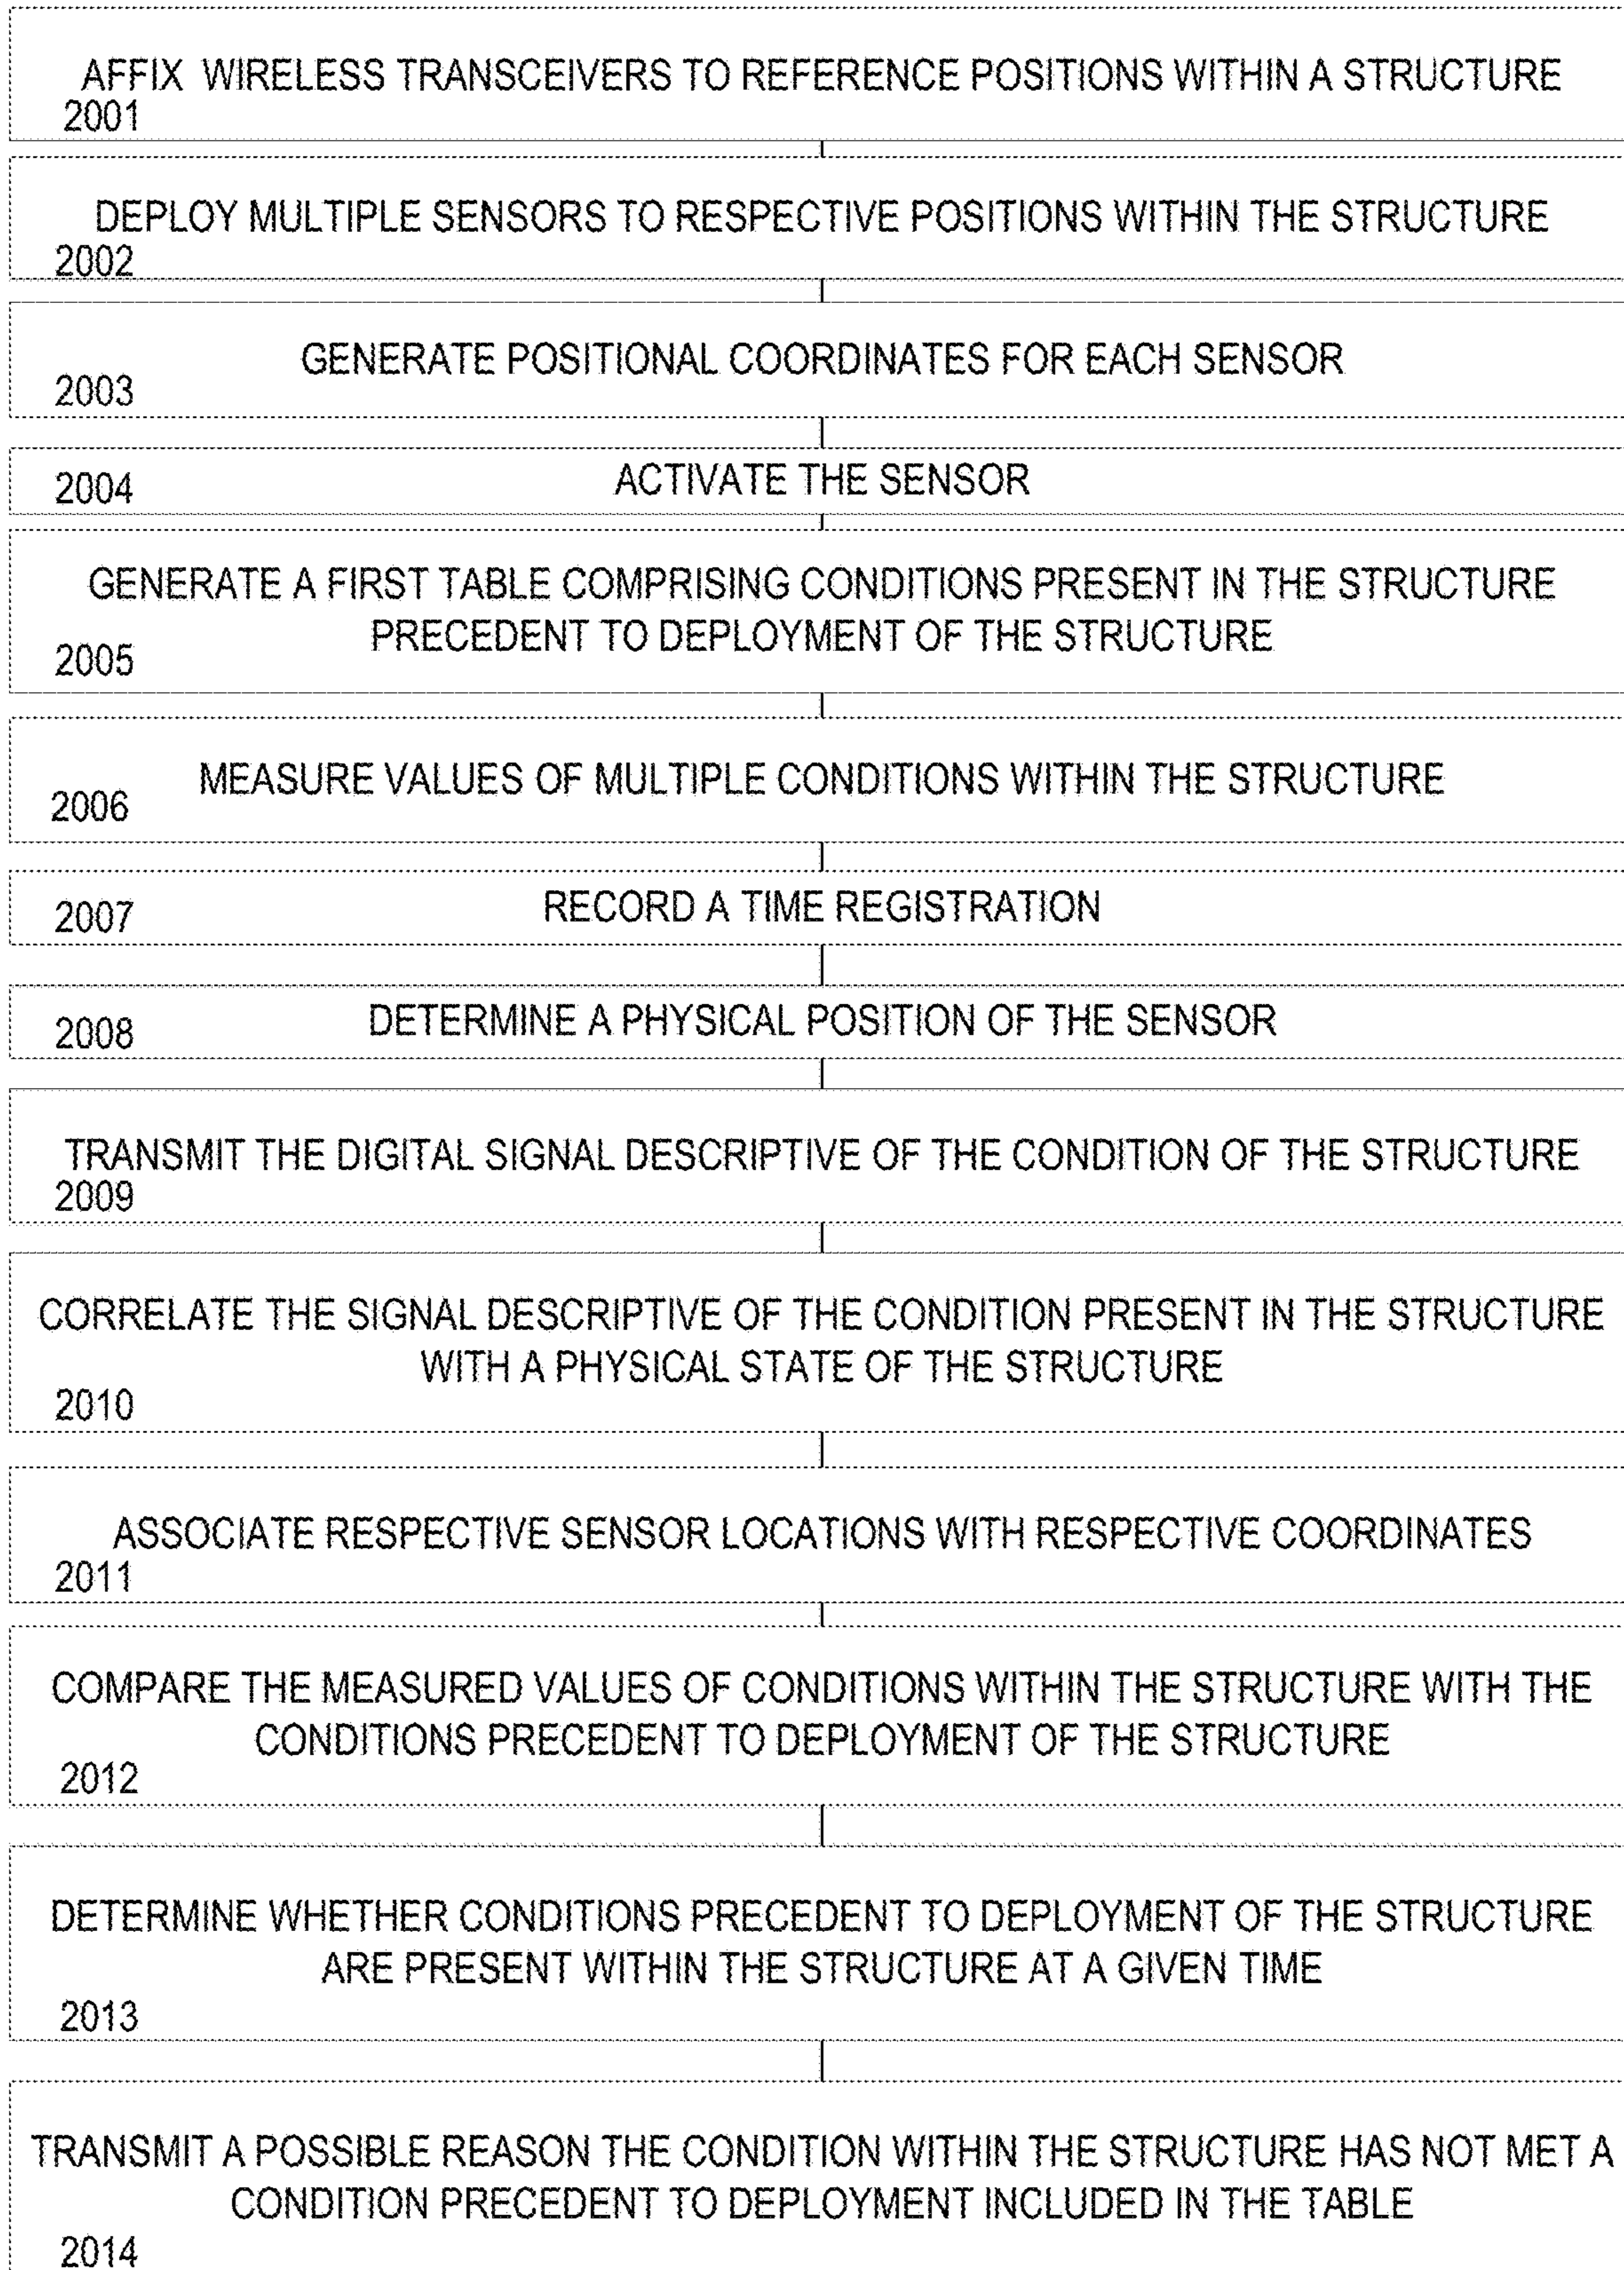 AFFIX WIRELESS TRANSCEIVERS TO REFERENCE POSITIONS WITHIN A STRUCTURE
2001
DEPLOY MULTIPLE SENSORS TO RESPECTIVE POSITIONS WITHIN THE STRUCTURE
2002
GENERATE POSITIONAL COORDINATES FOR EACH SENSOR
2003
ACTIVATE THE SENSOR
2004
GENERATE A FIRST TABLE COMPRISING CONDITIONS PRESENT IN THE STRUCTURE
PRECEDENT TO DEPLOYMENT OF THE STRUCTURE
2005
MEASURE VALUES OF MULTIPLE CONDITIONS WITHIN THE STRUCTURE
2006
RECORD A TIME REGISTRATION
2007
DETERMINE A PHYSICAL POSITION OF THE SENSOR
2008
TRANSMIT THE DIGITAL SIGNAL DESCRIPTIVE OF THE CONDITION OF THE STRUCTURE
2009
CORRELATE THE SIGNAL DESCRIPTIVE OF THE CONDITION PRESENT IN THE STRUCTURE
WITH A PHYSICAL STATE OF THE STRUCTURE
2010
ASSOCIATE RESPECTIVE SENSOR LOCATIONS WITH RESPECTIVE COORDINATES
2011
COMPARE THE MEASURED VALUES OF CONDITIONS WITHIN THE STRUCTURE WITH THE
CONDITIONS PRECEDENT TO DEPLOYMENT OF THE STRUCTURE
2012
DETERMINE WHETHER CONDITIONS PRECEDENT TO DEPLOYMENT OF THE STRUCTURE
ARE PRESENT WITHIN THE STRUCTURE AT A GIVEN TIME
2013
TRANSMIT A POSSIBLE REASON THE CONDITION WITHIN THE STRUCTURE HAS NOT MET A
CONDITION PRECEDENT TO DEPLOYMENT INCLUDED IN THE TABLE
2014